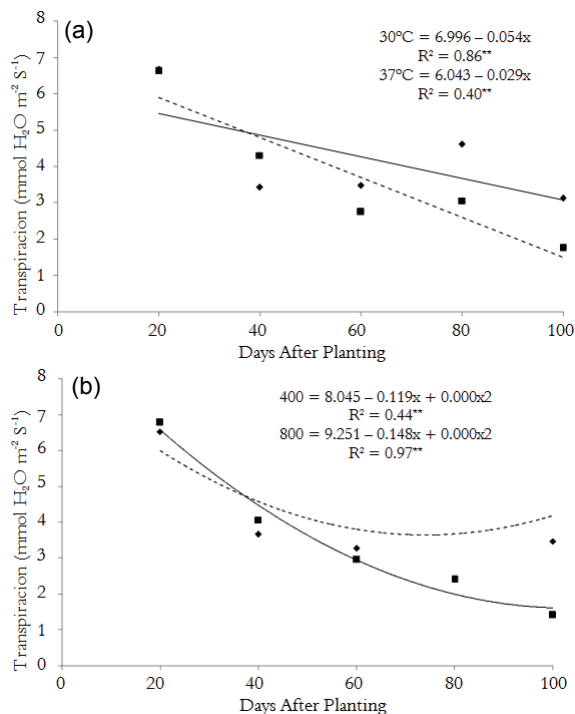 (a)
30°C = 6.996 – 0.054x
R² = 0.86**
37°C = 6.043 – 0.029x
R² = 0.40**
Transpiracion (mmol H₂O m⁻² S⁻¹)
8
7
6
5
4
3
2
1
0
0 20 40 60 80 100
Days After Planting
(b)
400 = 8.045 – 0.119x + 0.000x2
R² = 0.44**
800 = 9.251 – 0.148x + 0.000x2
R² = 0.97**
Transpiracion (mmol H₂O m⁻² S⁻¹)
8
7
6
5
4
3
2
1
0
0 20 40 60 80 100
Days After Planting